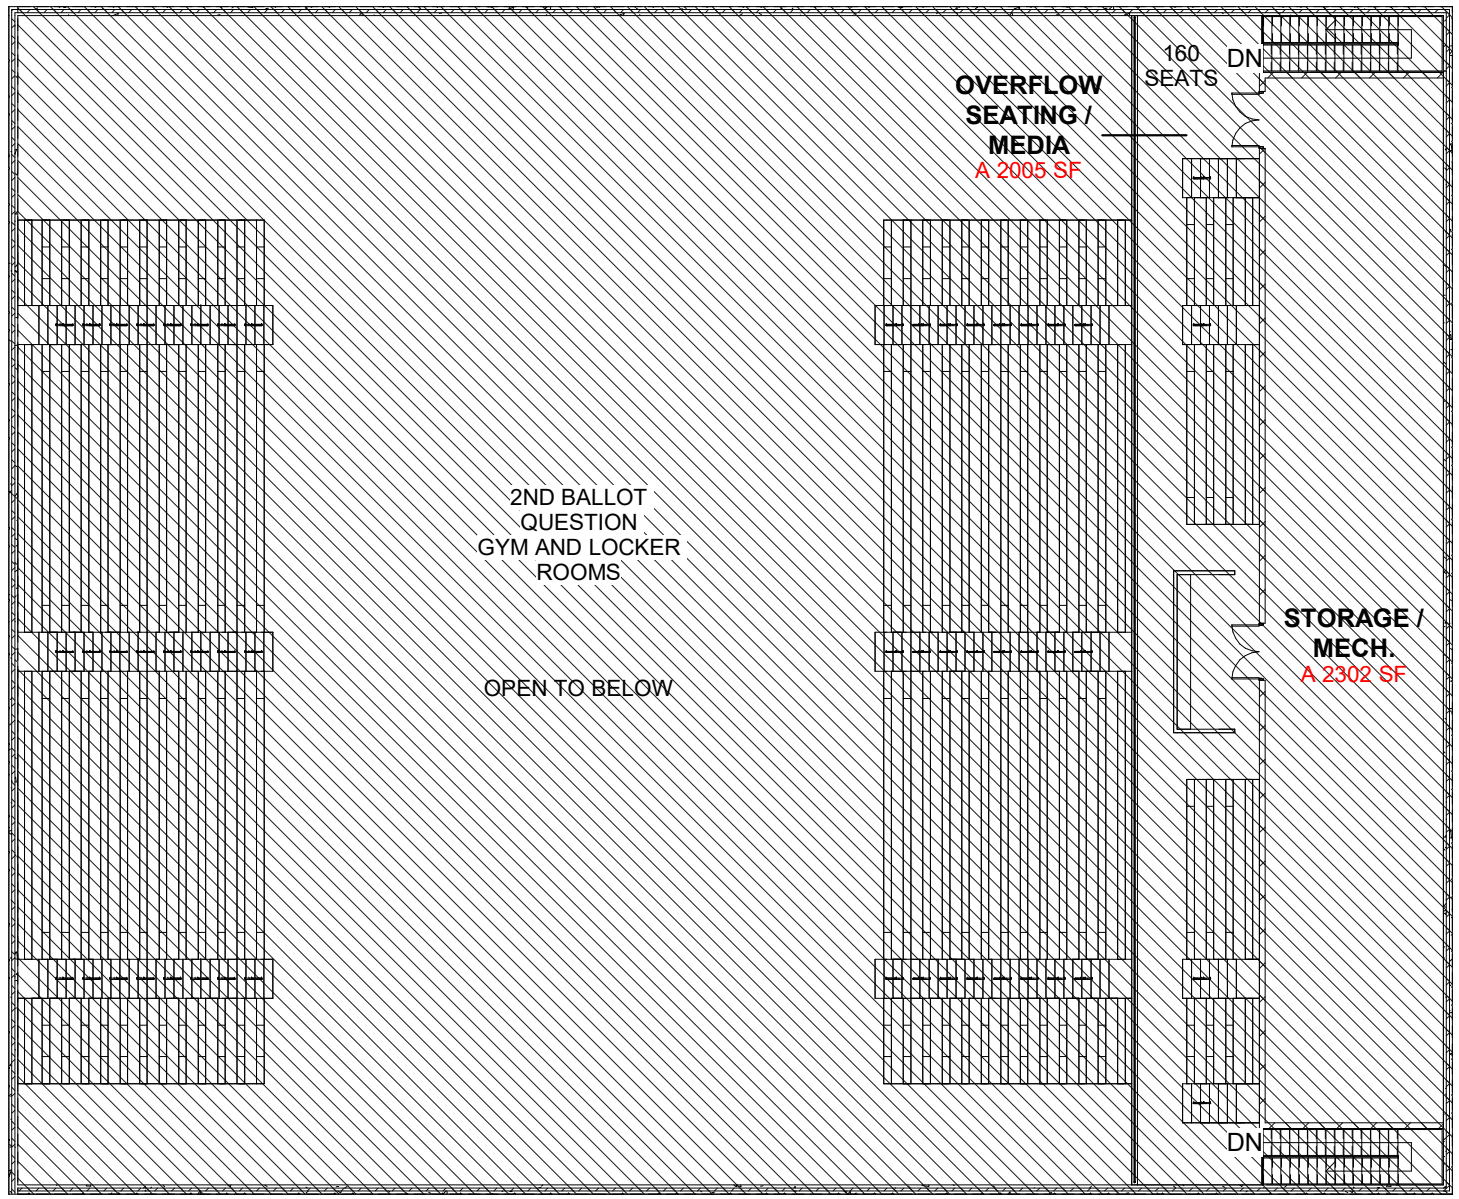 160
SEATS
DN
OVERFLOW
SEATING /
MEDIA
A 2005 SF
2ND BALLOT
QUESTION
GYM AND LOCKER
ROOMS
OPEN TO BELOW
STORAGE /
MECH.
A 2302 SF
DN